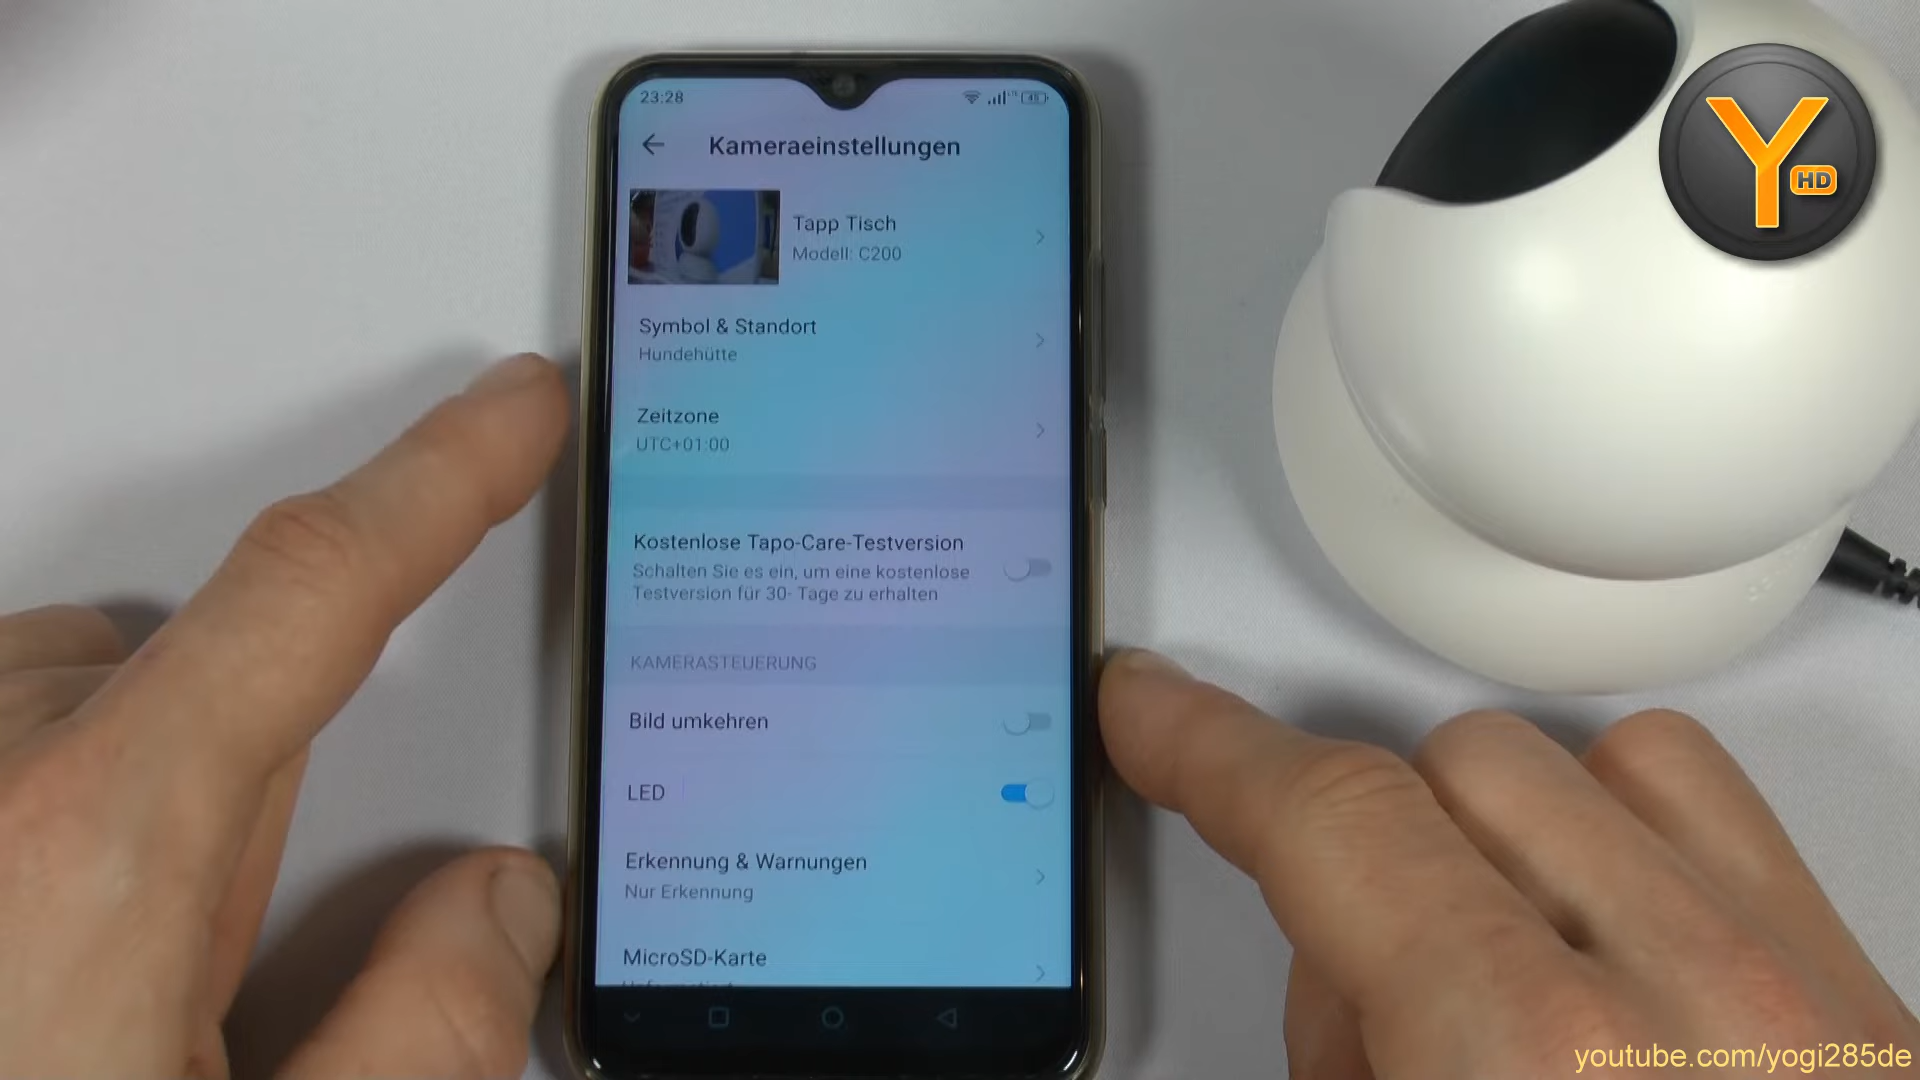 23:28
Kameraeinstellungen
Tapp Tisch
Modell: C200
Symbol & Standort
Hundehütte
Zeitzone
UTC+01:00
Kostenlose Tapo-Care-Testversion
Schalten Sie es ein, um eine kostenlose
Testversion für 30- Tage zu erhalten
KAMERASTEUERUNG
Bild umkehren
LED
Erkennung & Warnungen
Nur Erkennung
MicroSD-Karte
Y HD
youtube.com/yogi285de